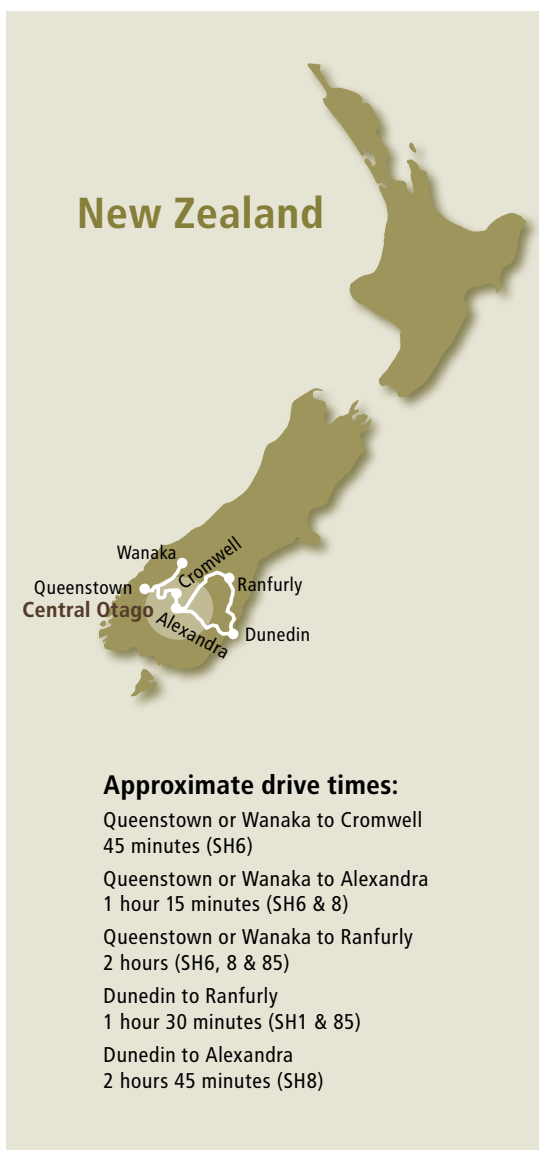 New Zealand
Wanaka
Cromwell
Queenstown
Ranfurly
Central Otago
Alexandra
Dunedin
Approximate drive times:
Queenstown or Wanaka to Cromwell
45 minutes (SH6)
Queenstown or Wanaka to Alexandra
1 hour 15 minutes (SH6 & 8)
Queenstown or Wanaka to Ranfurly
2 hours (SH6, 8 & 85)
Dunedin to Ranfurly
1 hour 30 minutes (SH1 & 85)
Dunedin to Alexandra
2 hours 45 minutes (SH8)